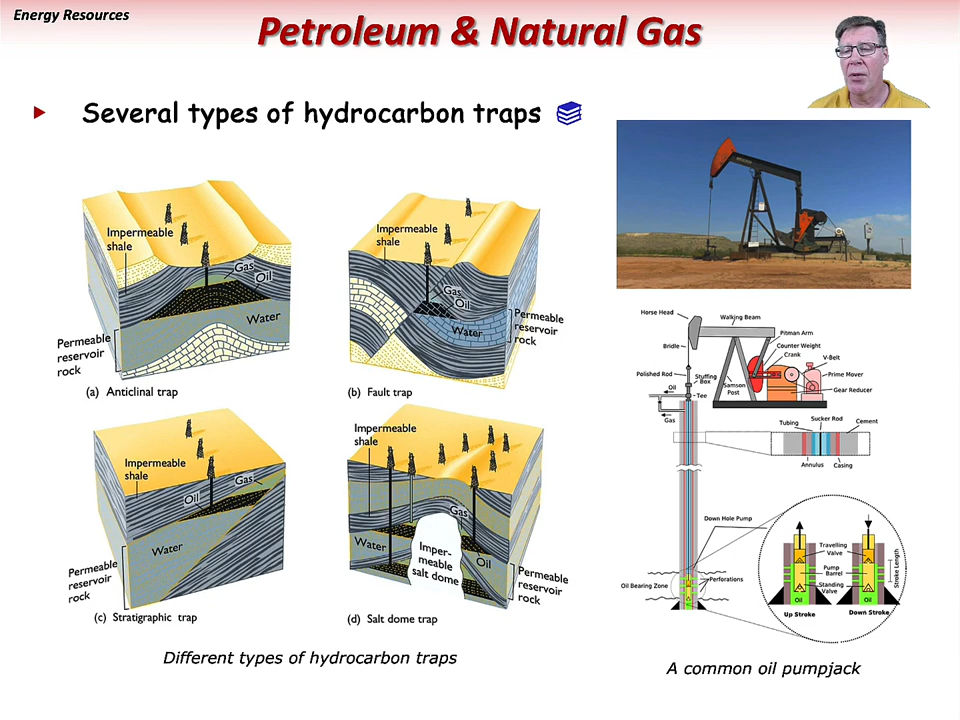 Energy Resources
Petroleum & Natural Gas
Several types of hydrocarbon traps
Impermeable
shale
Gas
Oil
Water
Permeable
reservoir
rock
(a) Anticlinal trap
Impermeable
shale
Gas
Oil
Water
Permeable
reservoir
rock
(b) Fault trap
Impermeable
shale
Gas
Oil
Water
Permeable
reservoir
rock
(c) Stratigraphic trap
Impermeable
shale
Gas
Water
Imper-
meable
salt dome
Oil
Permeable
reservoir
rock
(d) Salt dome trap
Different types of hydrocarbon traps
Horse Head
Walking Beam
Pitman Arm
Bridle
Counter Weight
Crank
V-Belt
Polished Rod
Stuffing
Box
Samson
Post
Prime Mover
Oil
Tee
Gear Reducer
Gas
Sucker Rod
Tubing
Cement
Annulus
Casing
Down Hole Pump
Oil Bearing Zone
Perforations
Travelling
Valve
Pump
Barrel
Standing
Valve
Stroke Length
Oil
Oil
Up Stroke
Down Stroke
A common oil pumpjack